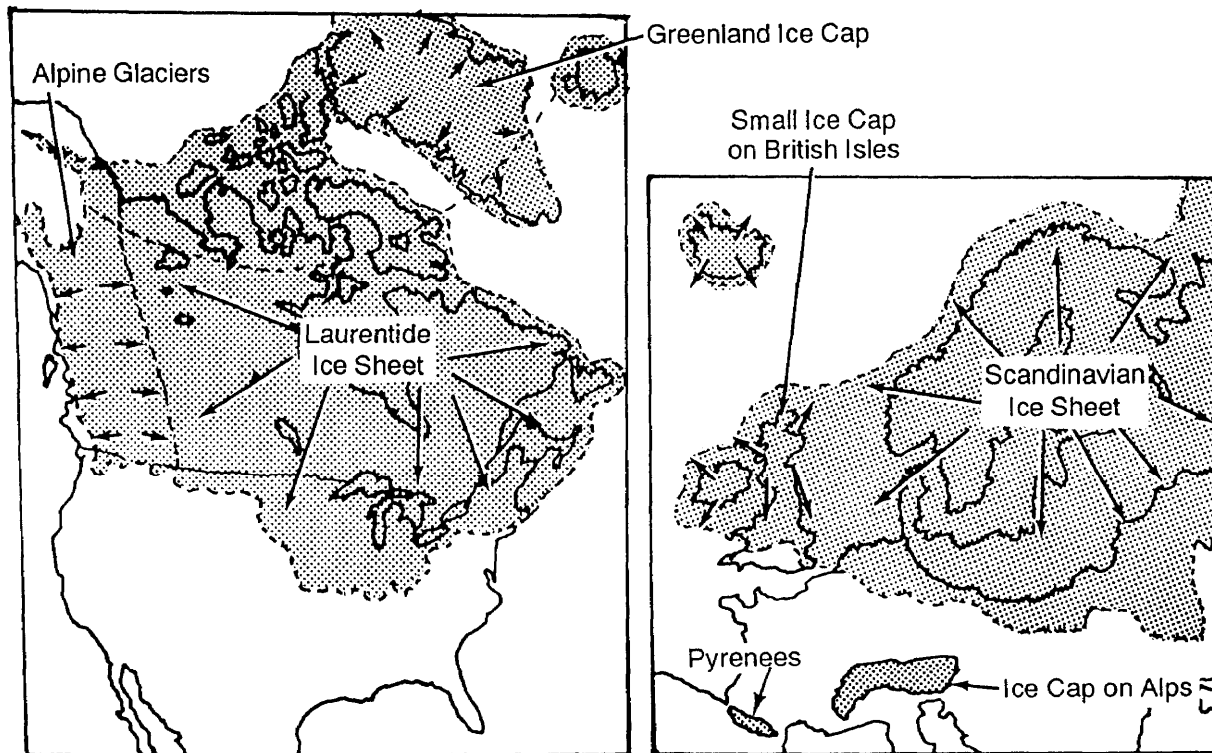 Greenland Ice Cap
Alpine Glaciers
Small Ice Cap
on British Isles
Laurentide
Ice Sheet
Scandinavian
Ice Sheet
Pyrenees
Ice Cap on Alps